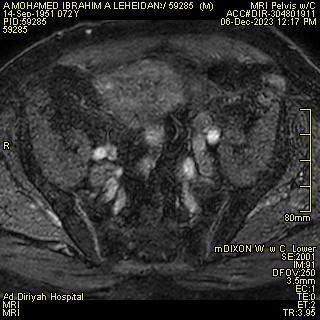 A MOHAMED IBRAHIM A LEHEIDAN:/ 59285 (M)
14-Sep-1951 072Y
PID:59285
59285
MRI Pelvis w/C
ACC#DIR-304801911
06-Dec-2023 12:17 PM
R
80mm
mDIXON W w C Lower
SE:2001
IM:91
DFOV:250
3.5mm
EC:1
TE:0
ET:2
TR:3.95
Ad Diriyah Hospital
MRI
MRI